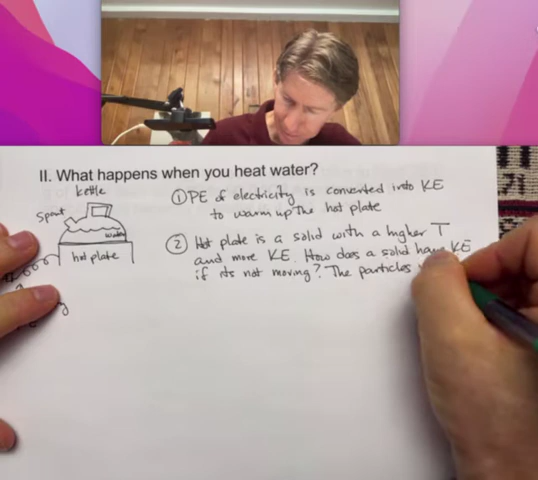 II. What happens when you heat water?
kettle
spout
water
hot plate
① PE of electricity is converted into KE
to warm up the hot plate
② Hot plate is a solid with a higher T
and more KE. How does a solid have KE
if its not moving? The particles